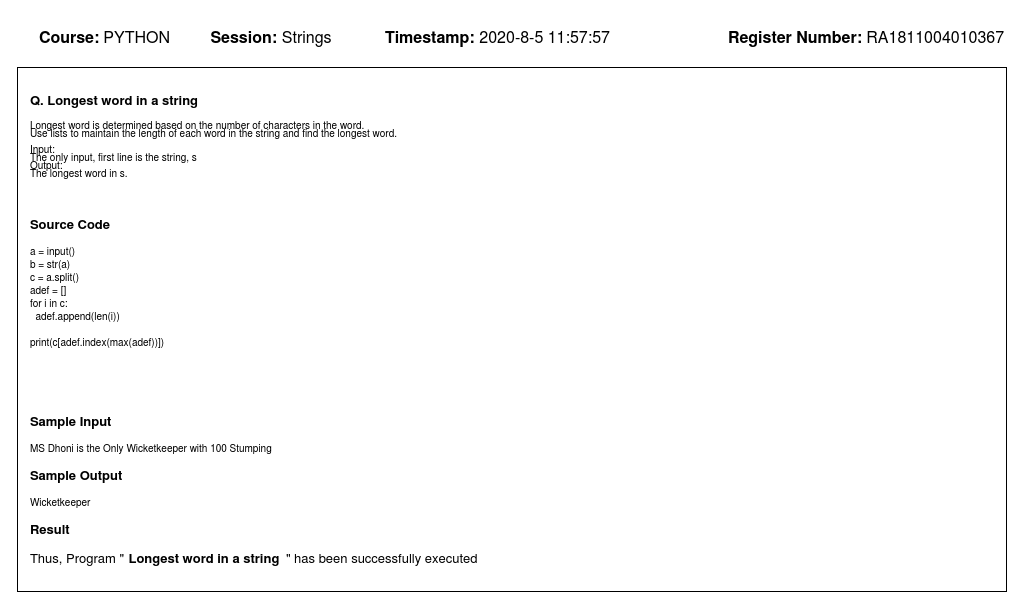 Course: PYTHON Session: Strings Timestamp: 2020-8-5 11:57:57 Register Number: RA1811004010367
Q. Longest word in a string
Longest word is determined based on the number of characters in the word.
Use lists to maintain the length of each word in the string and find the longest word.
Input:
The only input, first line is the string, s
Output:
The longest word in s.
Source Code
a = input()
b = str(a)
c = a.split()
adef = []
for i in c:
  adef.append(len(i))
print(c[adef.index(max(adef))])
Sample Input
MS Dhoni is the Only Wicketkeeper with 100 Stumping
Sample Output
Wicketkeeper
Result
Thus, Program " Longest word in a string " has been successfully executed